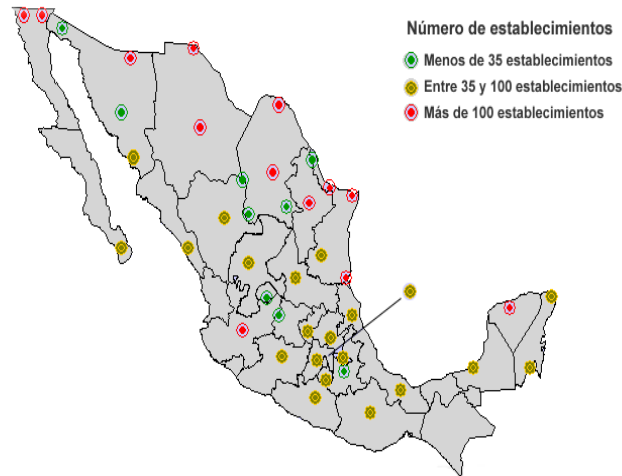 Número de establecimientos
Menos de 35 establecimientos
Entre 35 y 100 establecimientos
Más de 100 establecimientos